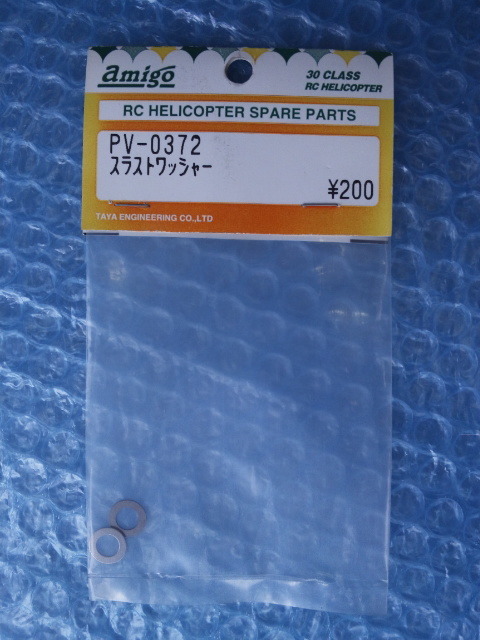 amigo
30 CLASS
RC HELICOPTER
RC HELICOPTER SPARE PARTS
PV-0372
スラストワッシャー
¥200
TAYA ENGINEERING CO.,LTD